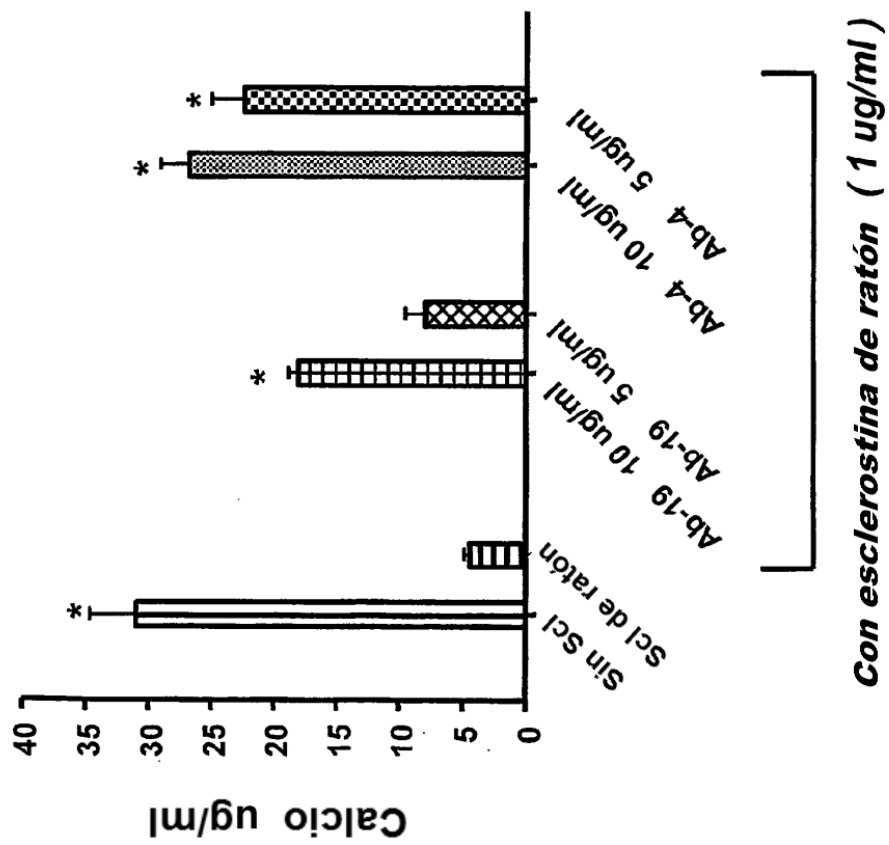 Calcio ug/ml
40
35
30
25
20
15
10
5
0
*
*
*
*
Sin Scl
Scl de ratón
Ab-19 10 ug/ml
Ab-19 5 ug/ml
Ab-4 10 ug/ml
Ab-4 5 ug/ml
Con esclerostina de ratón ( 1 ug/ml )